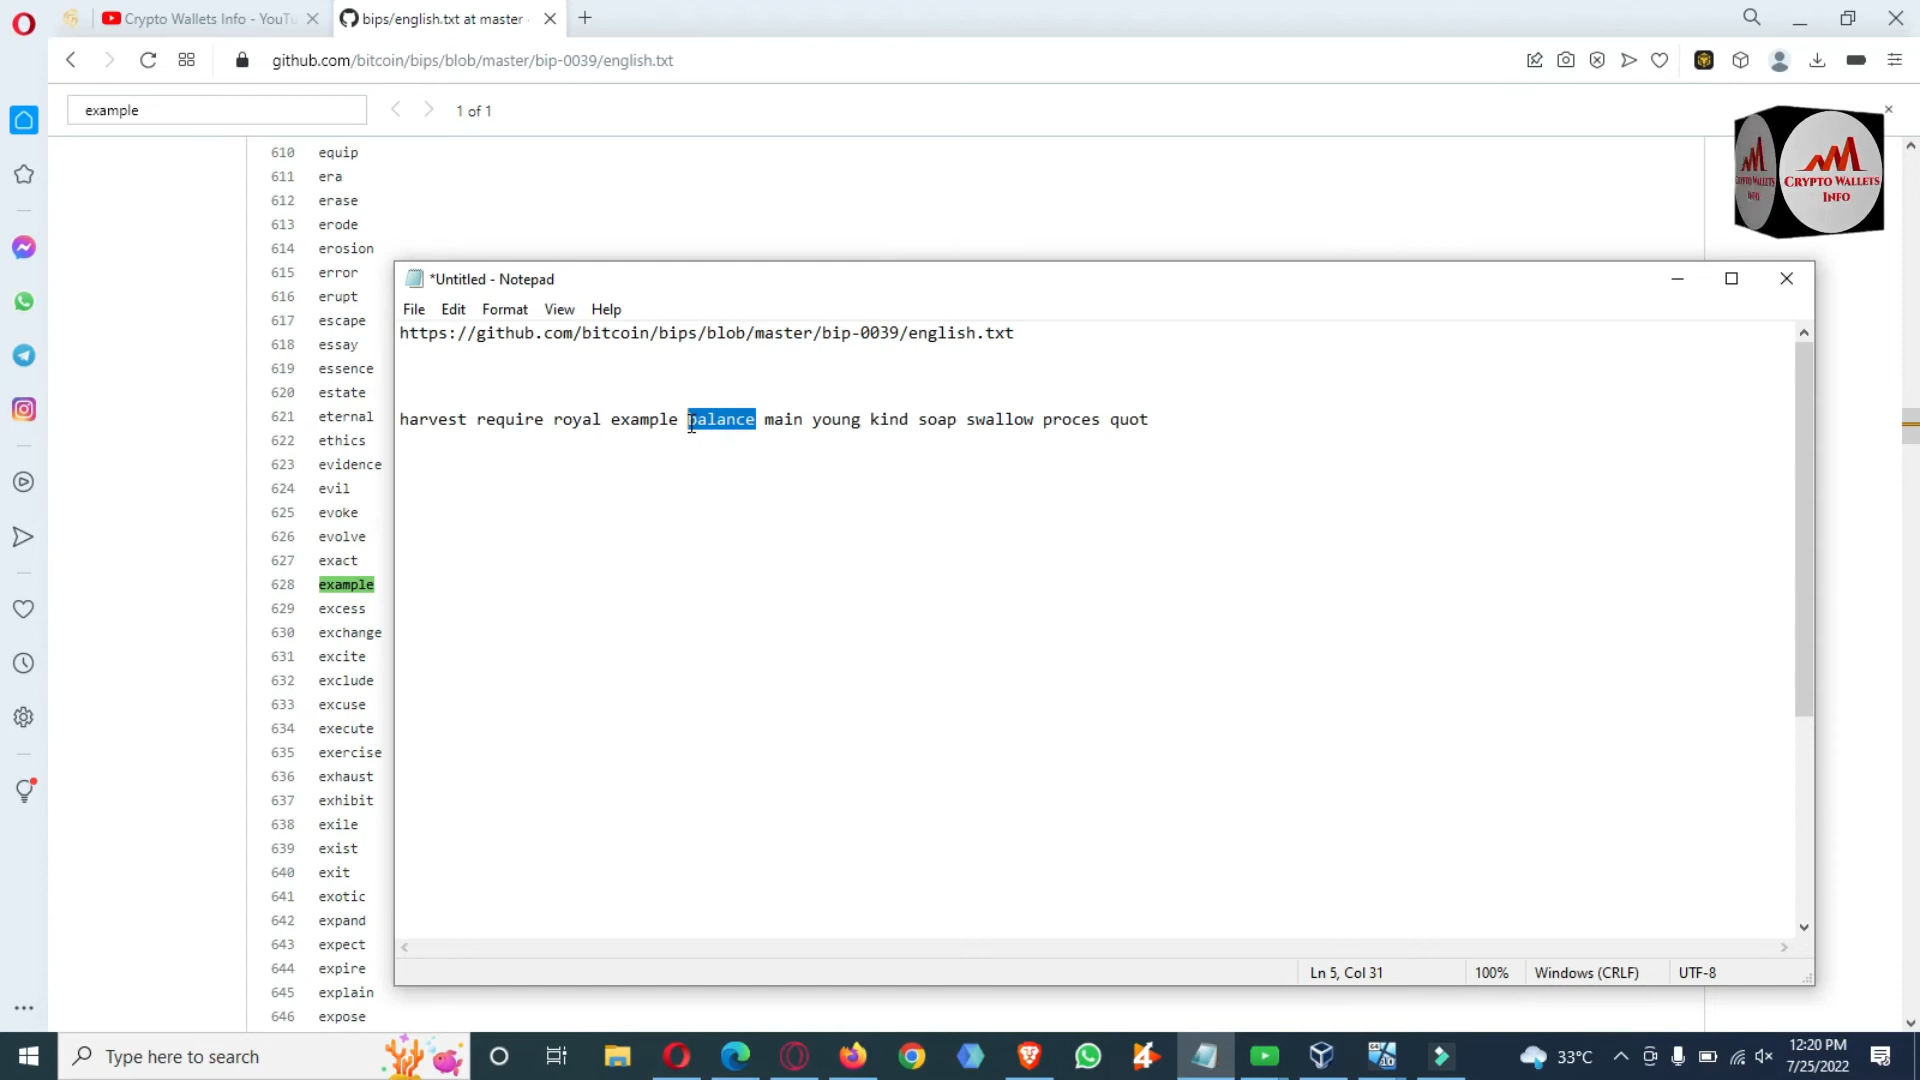 Crypto Wallets Info - YouTu
bips/english.txt at master
github.com/bitcoin/bips/blob/master/bip-0039/english.txt
example
1 of 1
CRYPTO WALLETS
INFO
CRYPTO WALLETS
INFO
610 equip
611 era
612 erase
613 erode
614 erosion
615 error
616 erupt
617 escape
618 essay
619 essence
620 estate
621 eternal
622 ethics
623 evidence
624 evil
625 evoke
626 evolve
627 exact
628 example
629 excess
630 exchange
631 excite
632 exclude
633 excuse
634 execute
635 exercise
636 exhaust
637 exhibit
638 exile
639 exist
640 exit
641 exotic
642 expand
643 expect
644 expire
645 explain
646 expose
*Untitled - Notepad
File Edit Format View Help
https://github.com/bitcoin/bips/blob/master/bip-0039/english.txt
harvest require royal example balance main young kind soap swallow proces quot
Ln 5, Col 31 100% Windows (CRLF) UTF-8
Type here to search
33°C
12:20 PM
7/25/2022